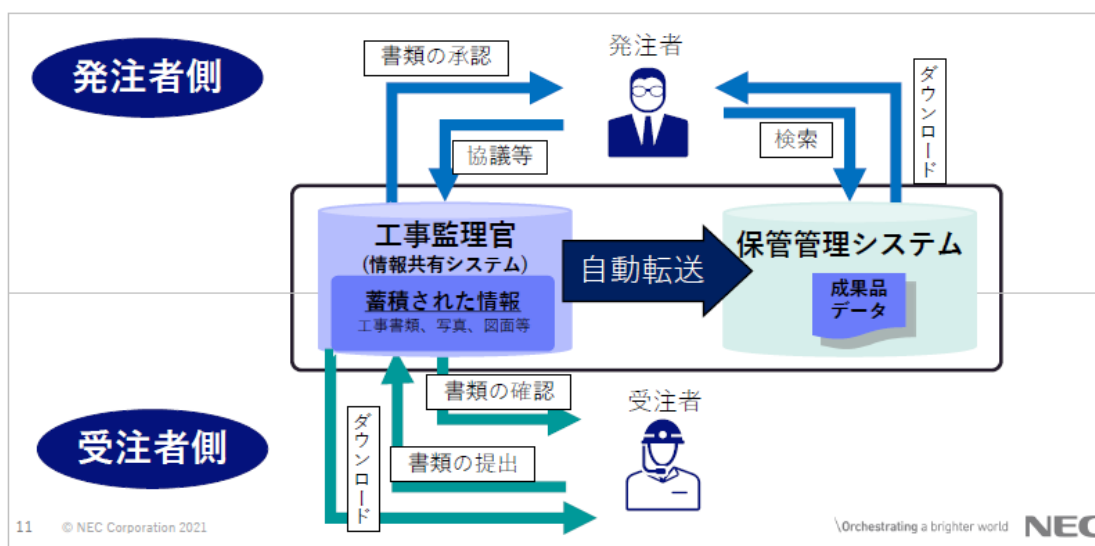 発注者側
書類の承認
発注者
協議等
検索
ダウンロード
工事監理官
(情報共有システム)
蓄積された情報
工事書類、写真、図面等
自動転送
保管管理システム
成果品
データ
受注者側
ダウンロード
書類の確認
書類の提出
受注者
11 © NEC Corporation 2021
\Orchestrating a brighter world NEC